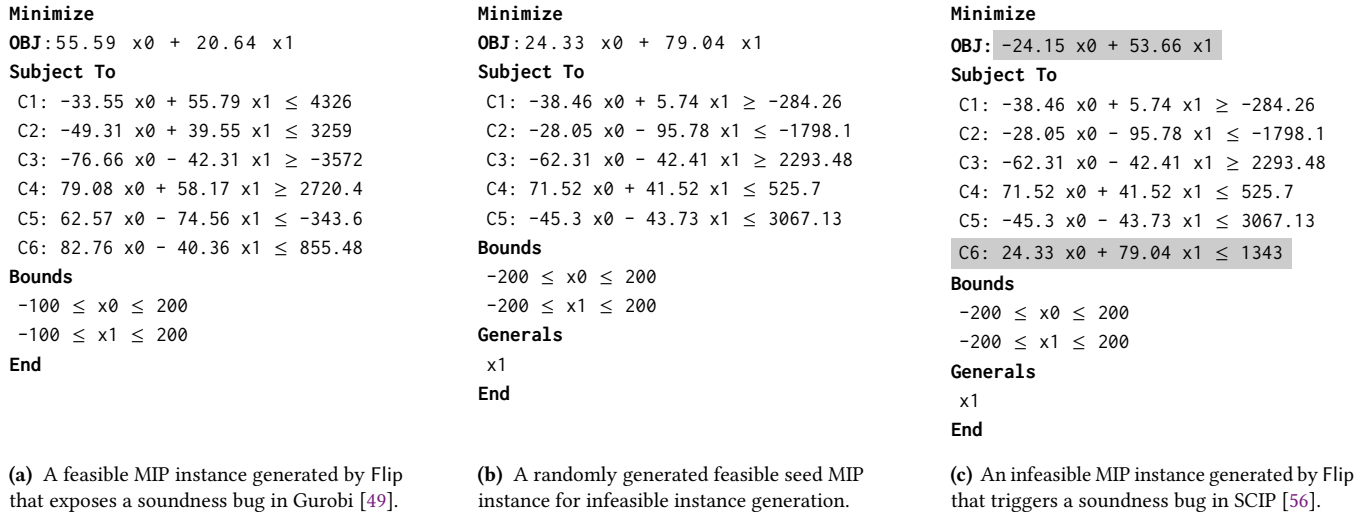 Minimize
OBJ:55.59 x0 + 20.64 x1
Subject To
C1: -33.55 x0 + 55.79 x1 ≤ 4326
C2: -49.31 x0 + 39.55 x1 ≤ 3259
C3: -76.66 x0 - 42.31 x1 ≥ -3572
C4: 79.08 x0 + 58.17 x1 ≥ 2720.4
C5: 62.57 x0 - 74.56 x1 ≤ -343.6
C6: 82.76 x0 - 40.36 x1 ≤ 855.48
Bounds
-100 ≤ x0 ≤ 200
-100 ≤ x1 ≤ 200
End
(a) A feasible MIP instance generated by Flip
that exposes a soundness bug in Gurobi [49].
Minimize
OBJ:24.33 x0 + 79.04 x1
Subject To
C1: -38.46 x0 + 5.74 x1 ≥ -284.26
C2: -28.05 x0 - 95.78 x1 ≤ -1798.1
C3: -62.31 x0 - 42.41 x1 ≥ 2293.48
C4: 71.52 x0 + 41.52 x1 ≤ 525.7
C5: -45.3 x0 - 43.73 x1 ≤ 3067.13
Bounds
-200 ≤ x0 ≤ 200
-200 ≤ x1 ≤ 200
Generals
x1
End
(b) A randomly generated feasible seed MIP
instance for infeasible instance generation.
Minimize
OBJ: -24.15 x0 + 53.66 x1
Subject To
C1: -38.46 x0 + 5.74 x1 ≥ -284.26
C2: -28.05 x0 - 95.78 x1 ≤ -1798.1
C3: -62.31 x0 - 42.41 x1 ≥ 2293.48
C4: 71.52 x0 + 41.52 x1 ≤ 525.7
C5: -45.3 x0 - 43.73 x1 ≤ 3067.13
C6: 24.33 x0 + 79.04 x1 ≤ 1343
Bounds
-200 ≤ x0 ≤ 200
-200 ≤ x1 ≤ 200
Generals
x1
End
(c) An infeasible MIP instance generated by Flip
that triggers a soundness bug in SCIP [56].